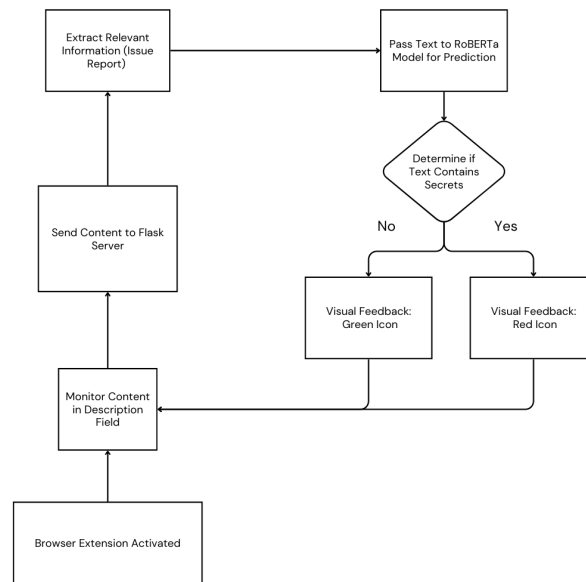 Extract Relevant
Information (Issue
Report)
Pass Text to RoBERTa
Model for Prediction
Determine if
Text Contains
Secrets
No
Yes
Send Content to Flask
Server
Visual Feedback:
Green Icon
Visual Feedback:
Red Icon
Monitor Content
in Description
Field
Browser Extension Activated